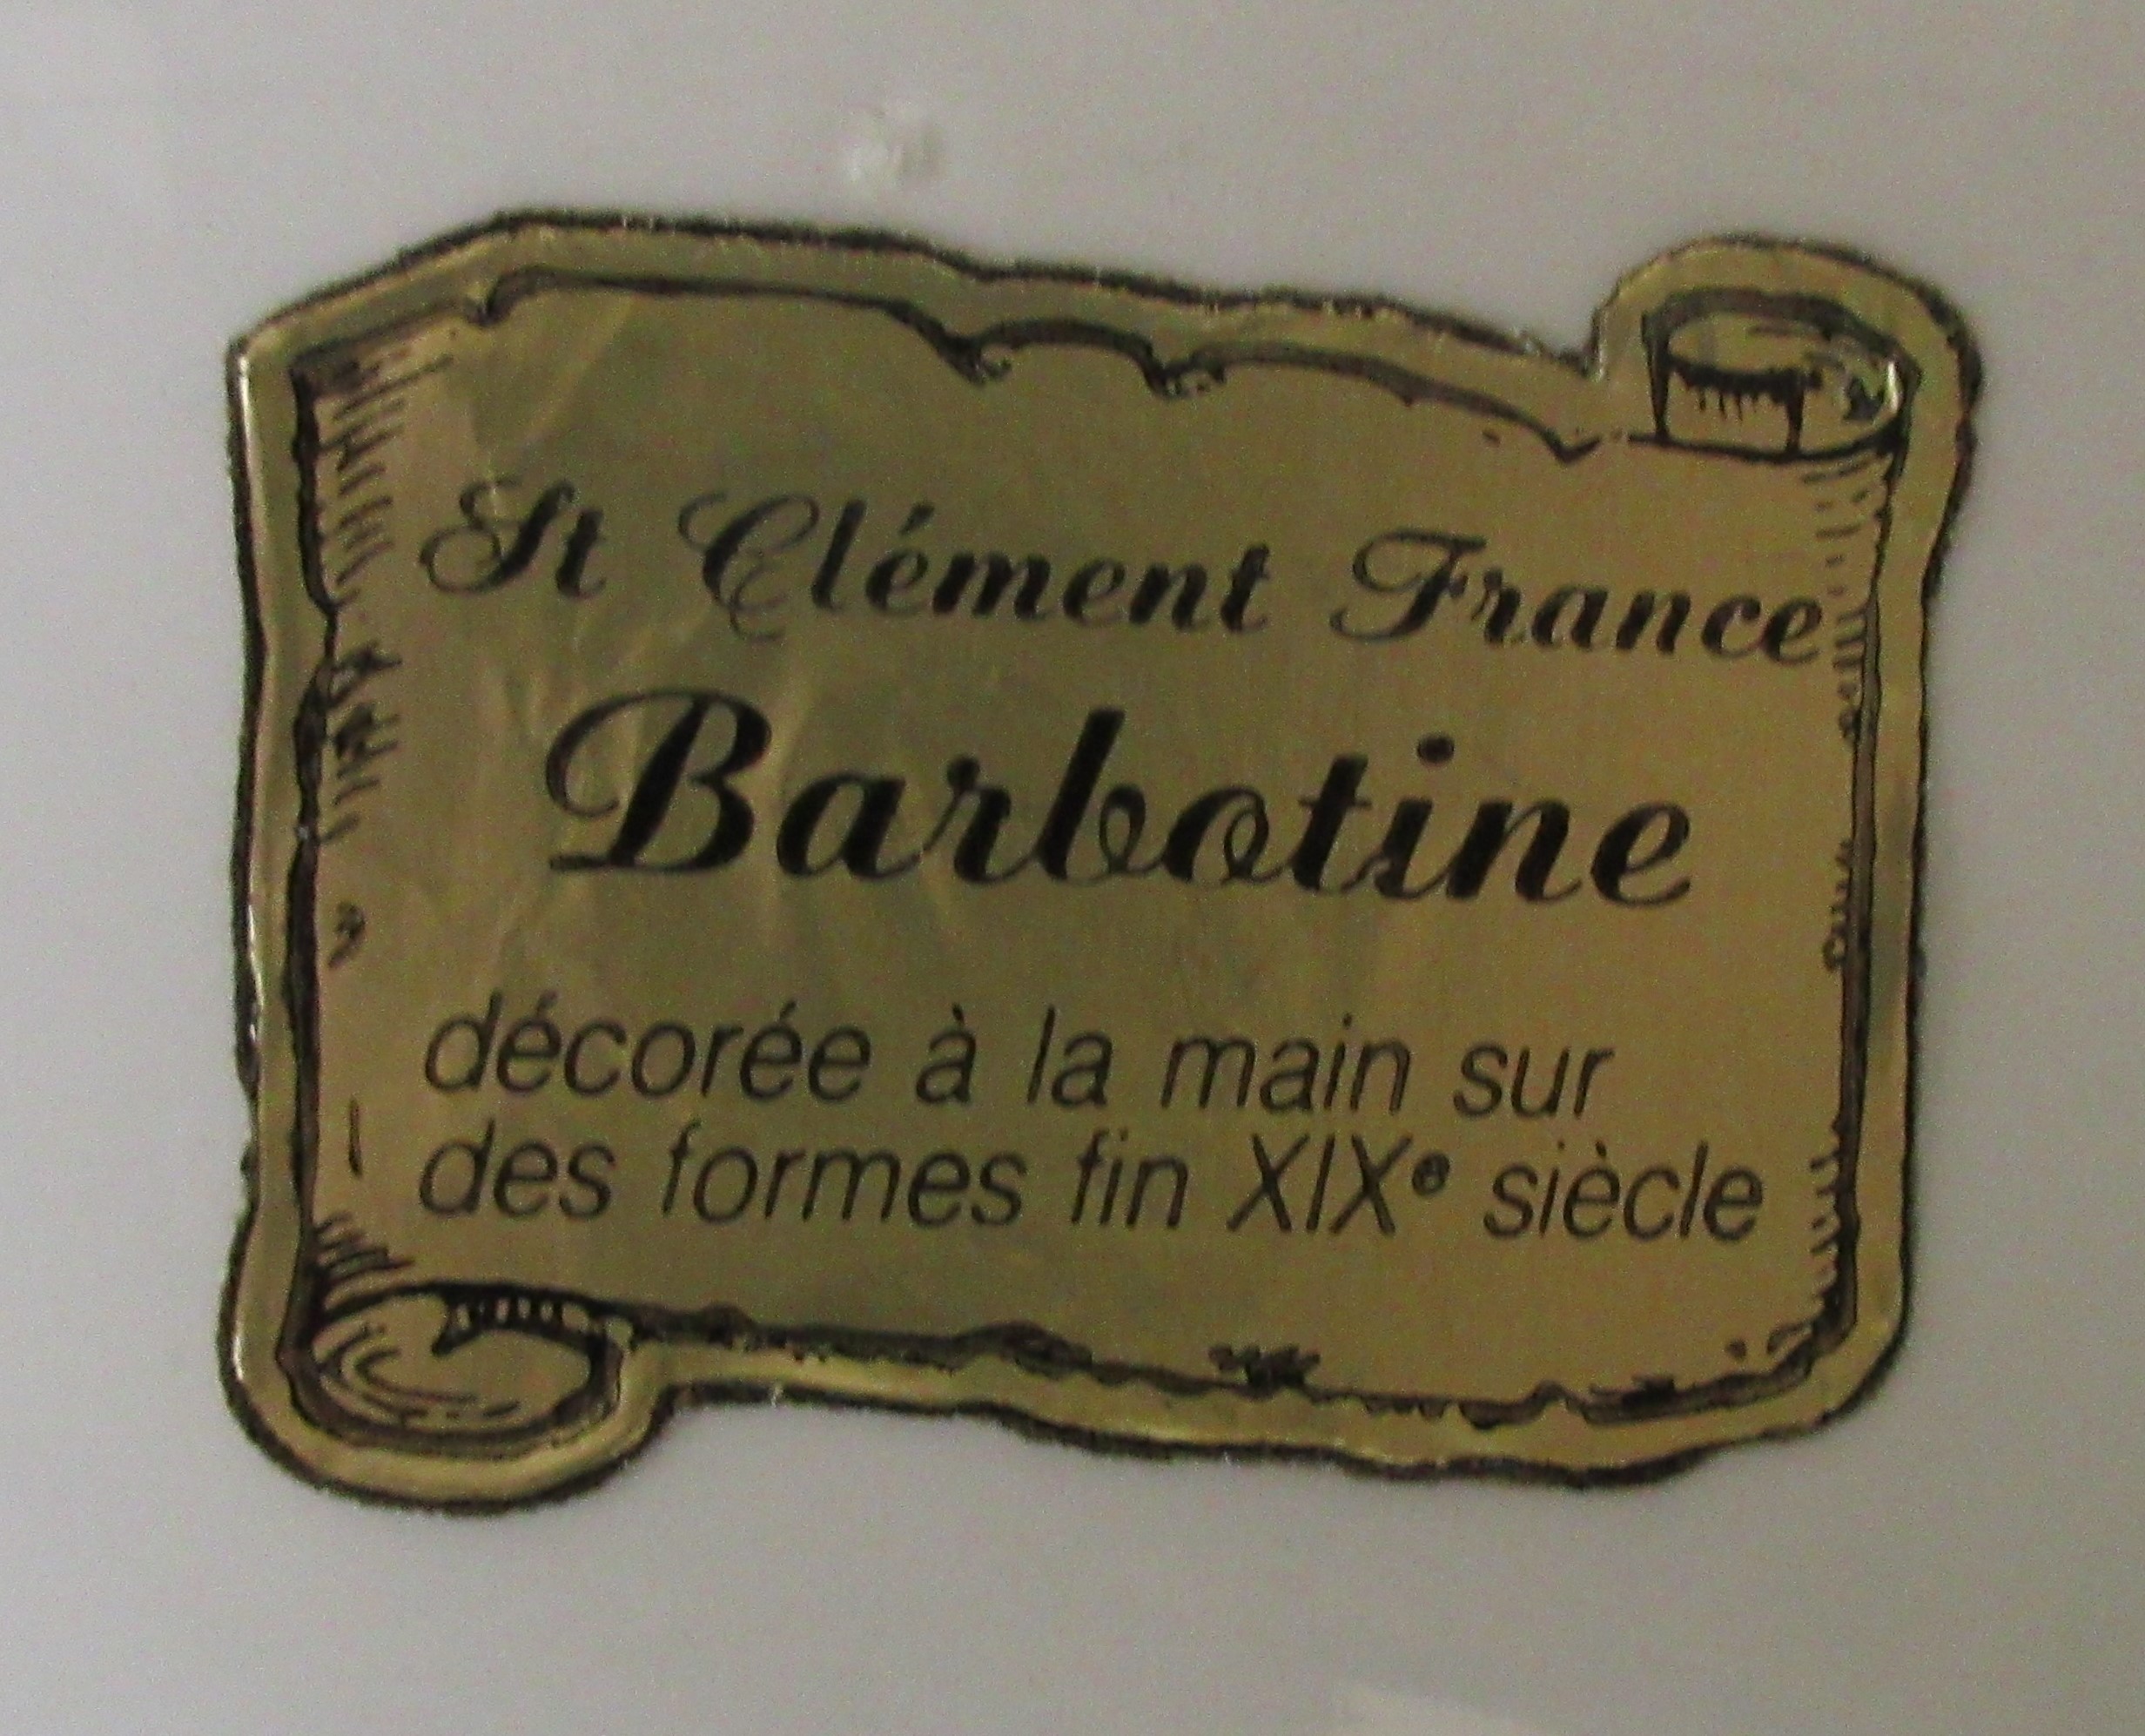 St Clément France
Barbotine
décorée à la main sur
des formes fin XIXe siècle